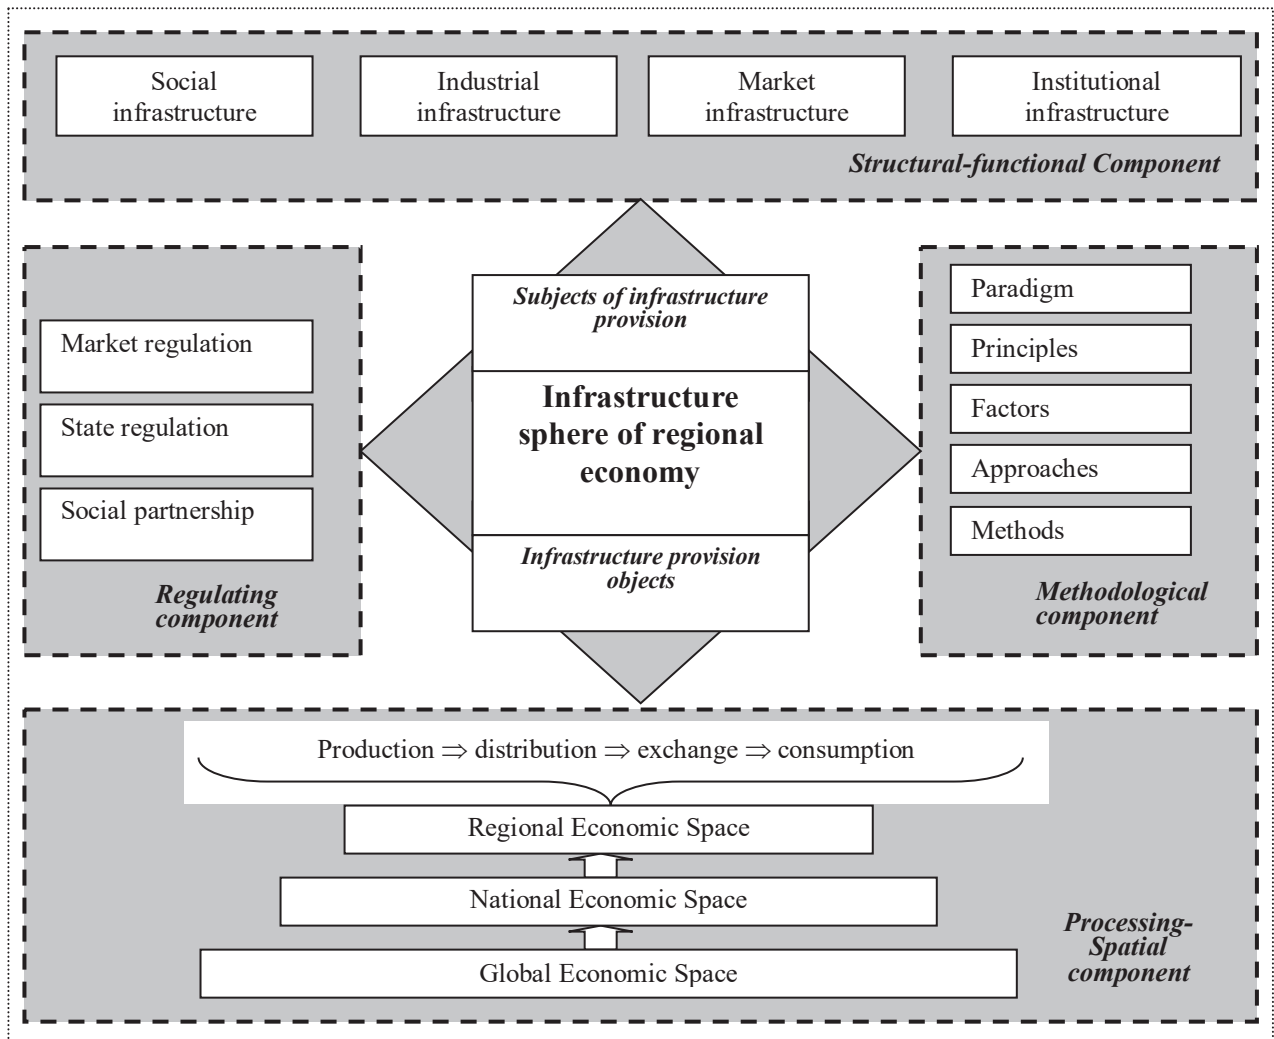 Social
infrastructure
Industrial
infrastructure
Market
infrastructure
Institutional
infrastructure
Structural-functional Component
Market regulation
State regulation
Social partnership
Regulating
component
Subjects of infrastructure
provision
Infrastructure
sphere of regional
economy
Infrastructure provision
objects
Paradigm
Principles
Factors
Approaches
Methods
Methodological
component
Production ⇒ distribution ⇒ exchange ⇒ consumption
Regional Economic Space
National Economic Space
Global Economic Space
Processing-
Spatial
component